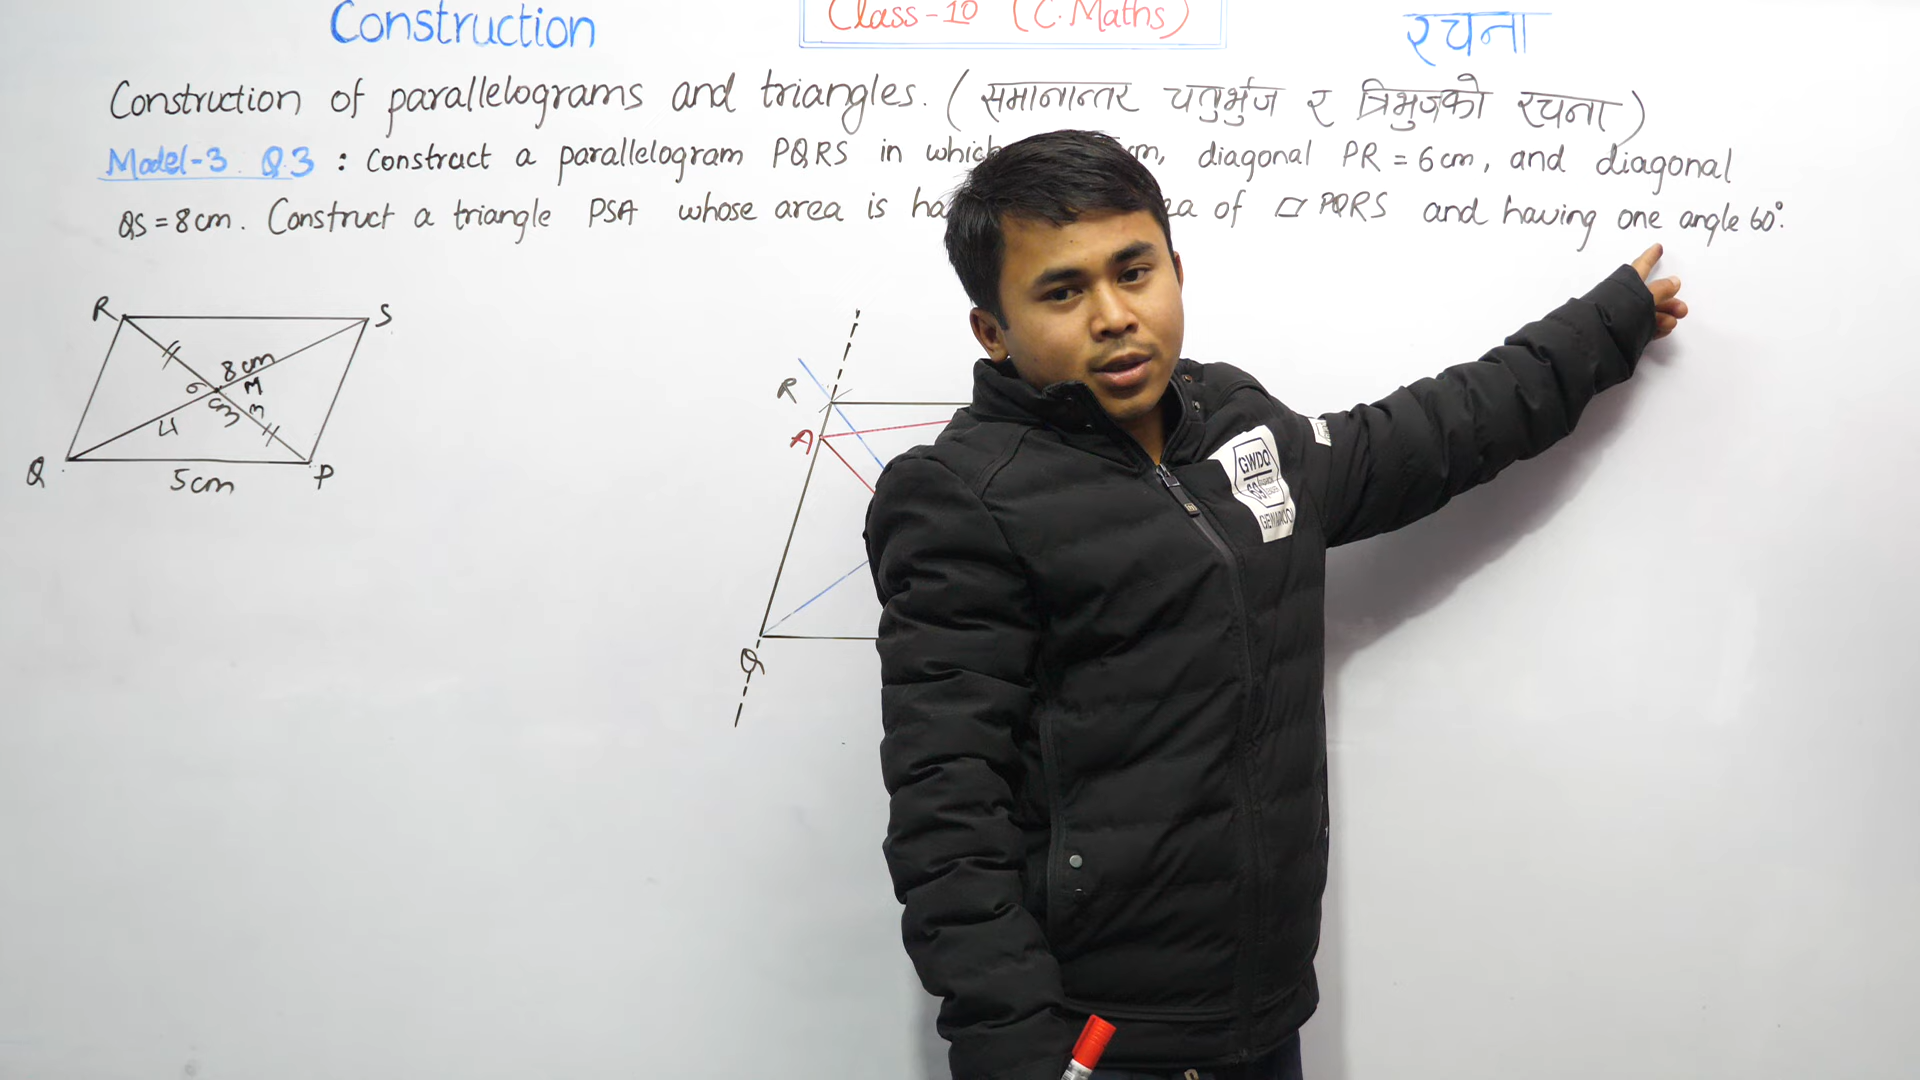 Construction
Class-10 (C.Maths)
रचना
Construction of parallelograms and triangles. (समानान्तर चतुर्भुज र त्रिभुजको रचना)
Model-3 Q.3 : Construct a parallelogram PQRS in which cm, diagonal PR = 6cm, and diagonal
QS = 8cm. Construct a triangle PSA whose area is of ▱ PQRS and having one angle 60°.
R
S
8cm
M
6cm
3
4
Q
5cm
P
R
A
Q
GWDO